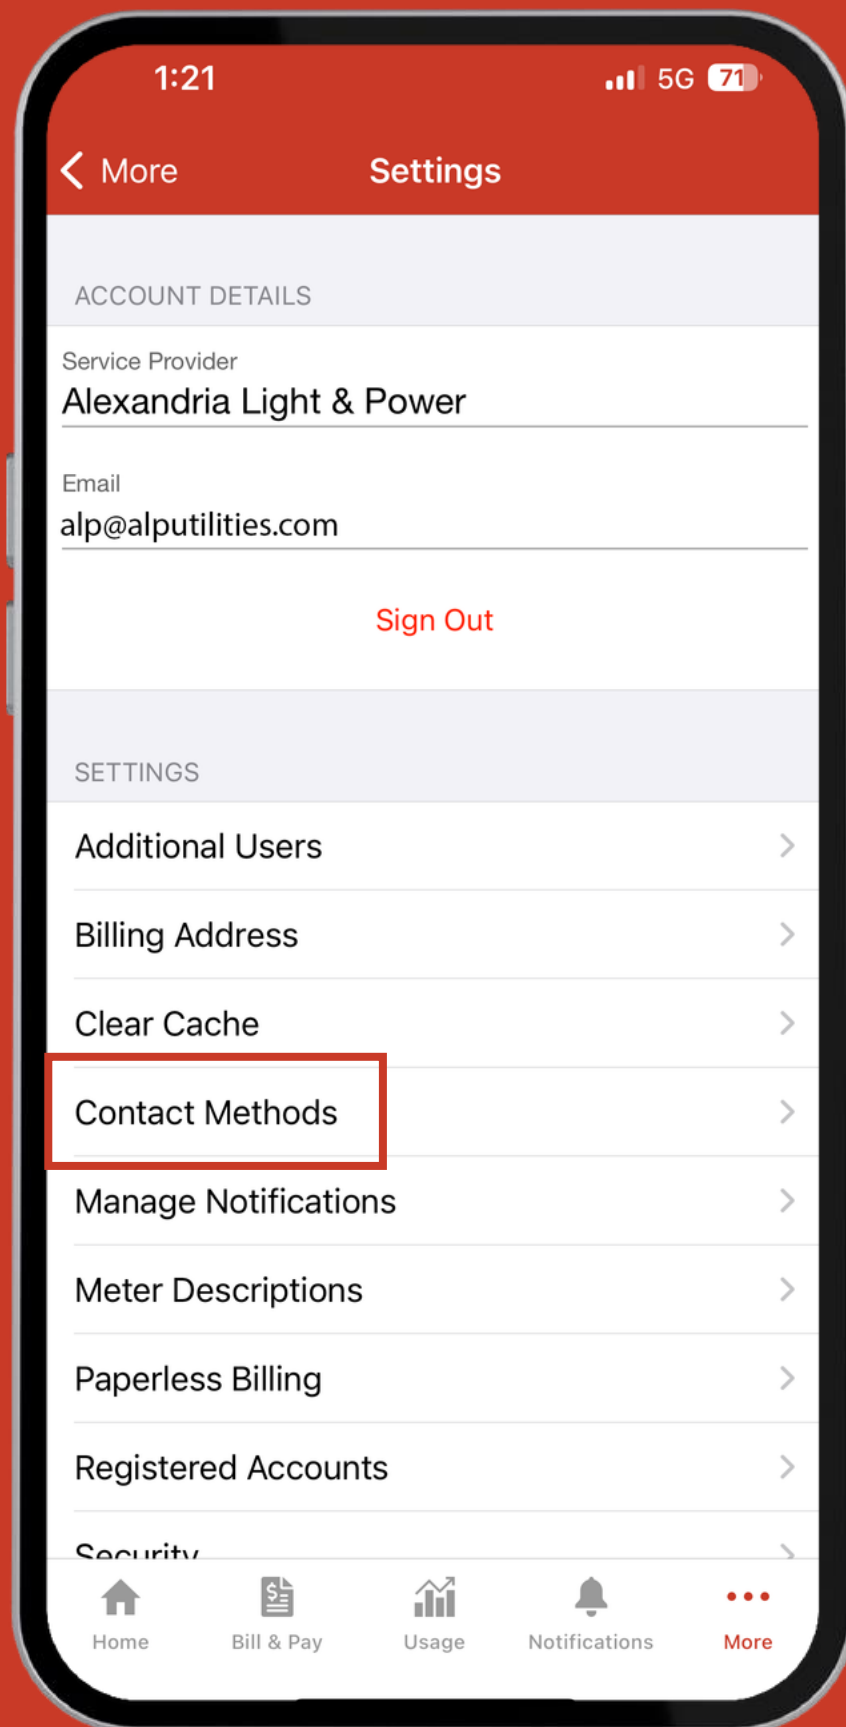 1:21 5G 71
More Settings
ACCOUNT DETAILS
Service Provider
Alexandria Light & Power
Email
alp@alputilities.com
Sign Out
SETTINGS
Additional Users
Billing Address
Clear Cache
Contact Methods
Manage Notifications
Meter Descriptions
Paperless Billing
Registered Accounts
Security
Home Bill & Pay Usage Notifications More